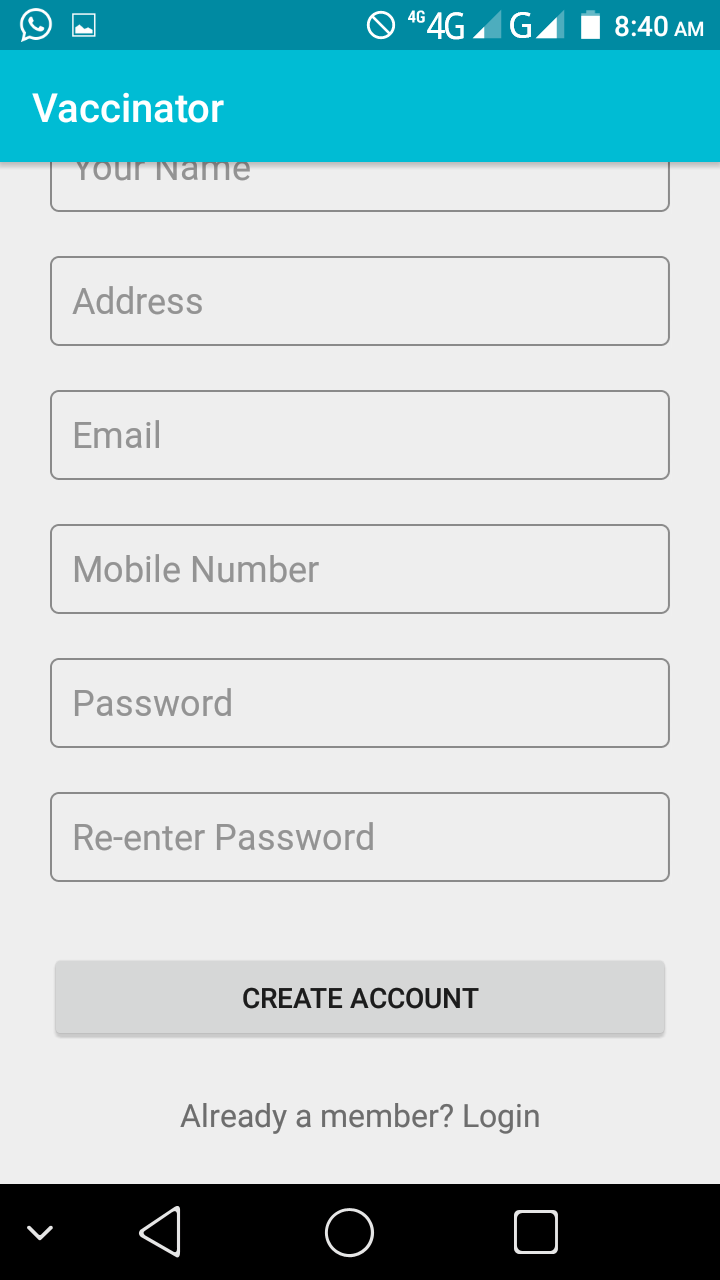 4G 4G G 8:40 AM
Vaccinator
Your Name
Address
Email
Mobile Number
Password
Re-enter Password
CREATE ACCOUNT
Already a member? Login